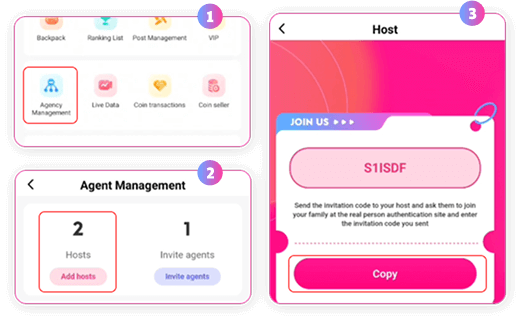 1
Backpack
Ranking List
Post Management
VIP
Agency
Management
Live Data
Coin transactions
Coin seller
2
Agent Management
2
1
Hosts
Invite agents
Add hosts
Invite agents
3
Host
JOIN US
S1ISDF
Send the invitation code to your host and ask them to join
your family at the real person authentication site and enter
the invitation code you sent
Copy